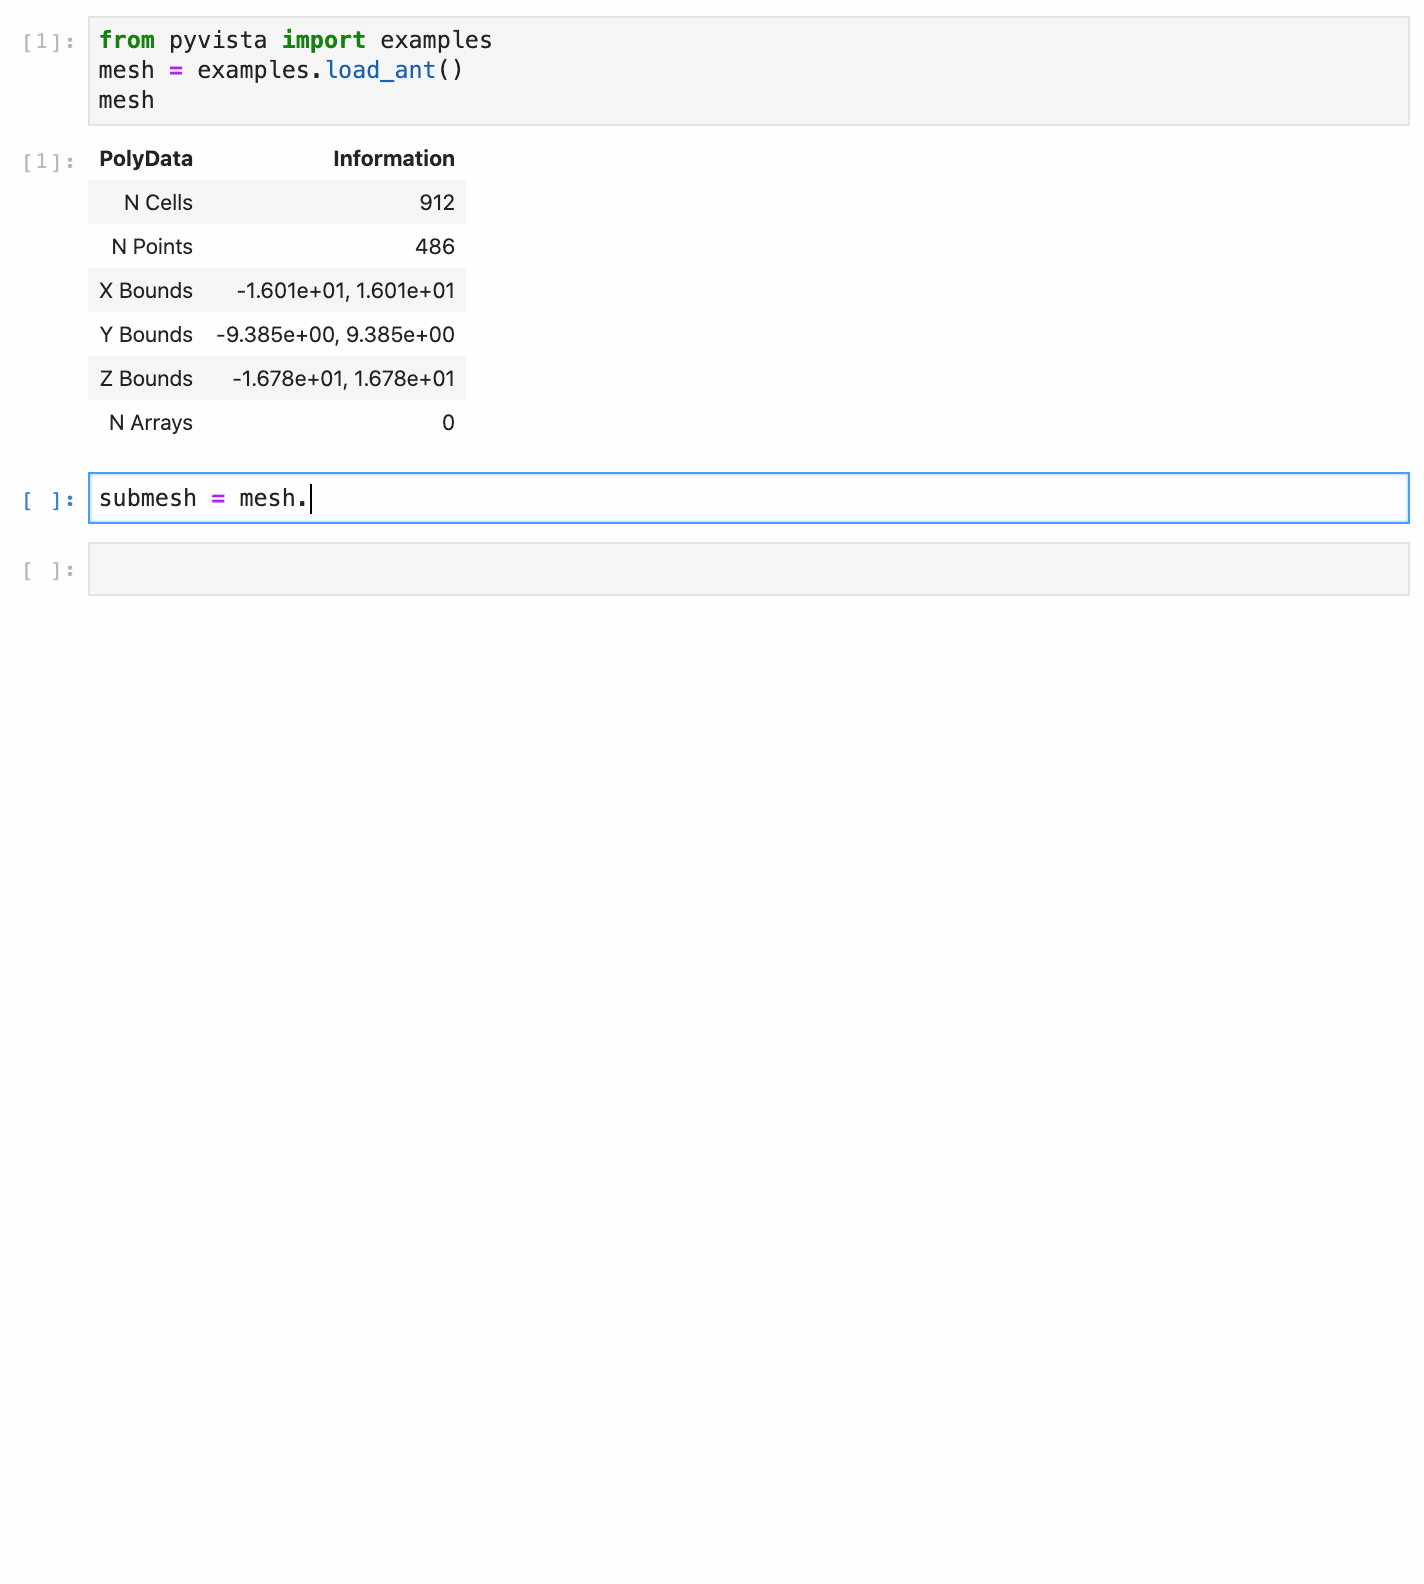 [1]: from pyvista import examples
mesh = examples.load_ant()
mesh
[1]: PolyData Information
N Cells 912
N Points 486
X Bounds -1.601e+01, 1.601e+01
Y Bounds -9.385e+00, 9.385e+00
Z Bounds -1.678e+01, 1.678e+01
N Arrays 0
[ ]: submesh = mesh.
[ ]: